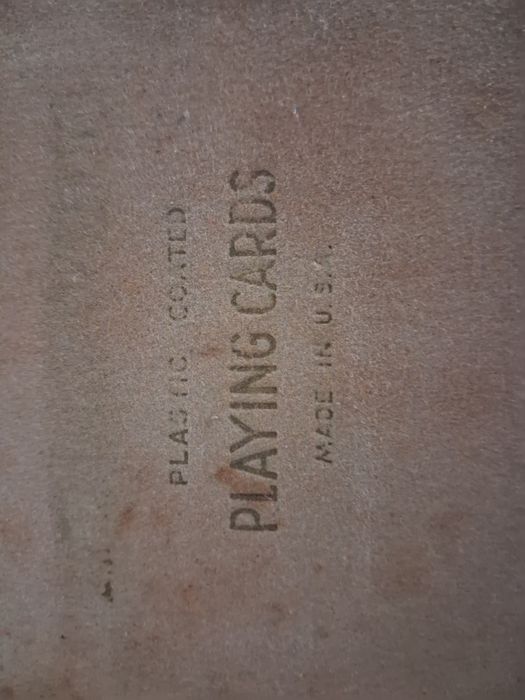 PLASTIC COATED
PLAYING CARDS
MADE IN U.S.A.